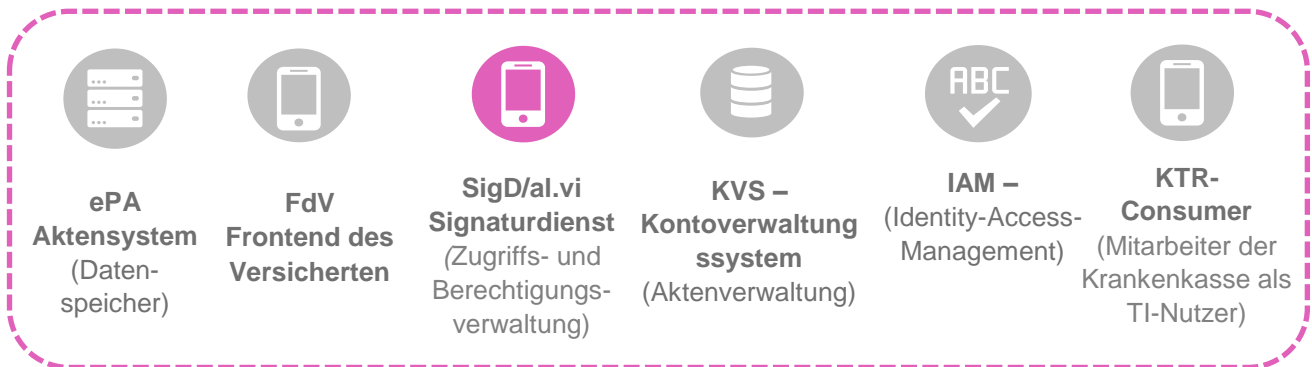 ABC
ePA
Aktensystem
(Daten-
speicher)
FdV
Frontend des
Versicherten
SigD/al.vi
Signaturdienst
(Zugriffs- und
Berechtigungs-
verwaltung)
KVS –
Kontoverwaltung
ssystem
(Aktenverwaltung)
IAM –
(Identity-Access-
Management)
KTR-
Consumer
(Mitarbeiter der
Krankenkasse als
TI-Nutzer)